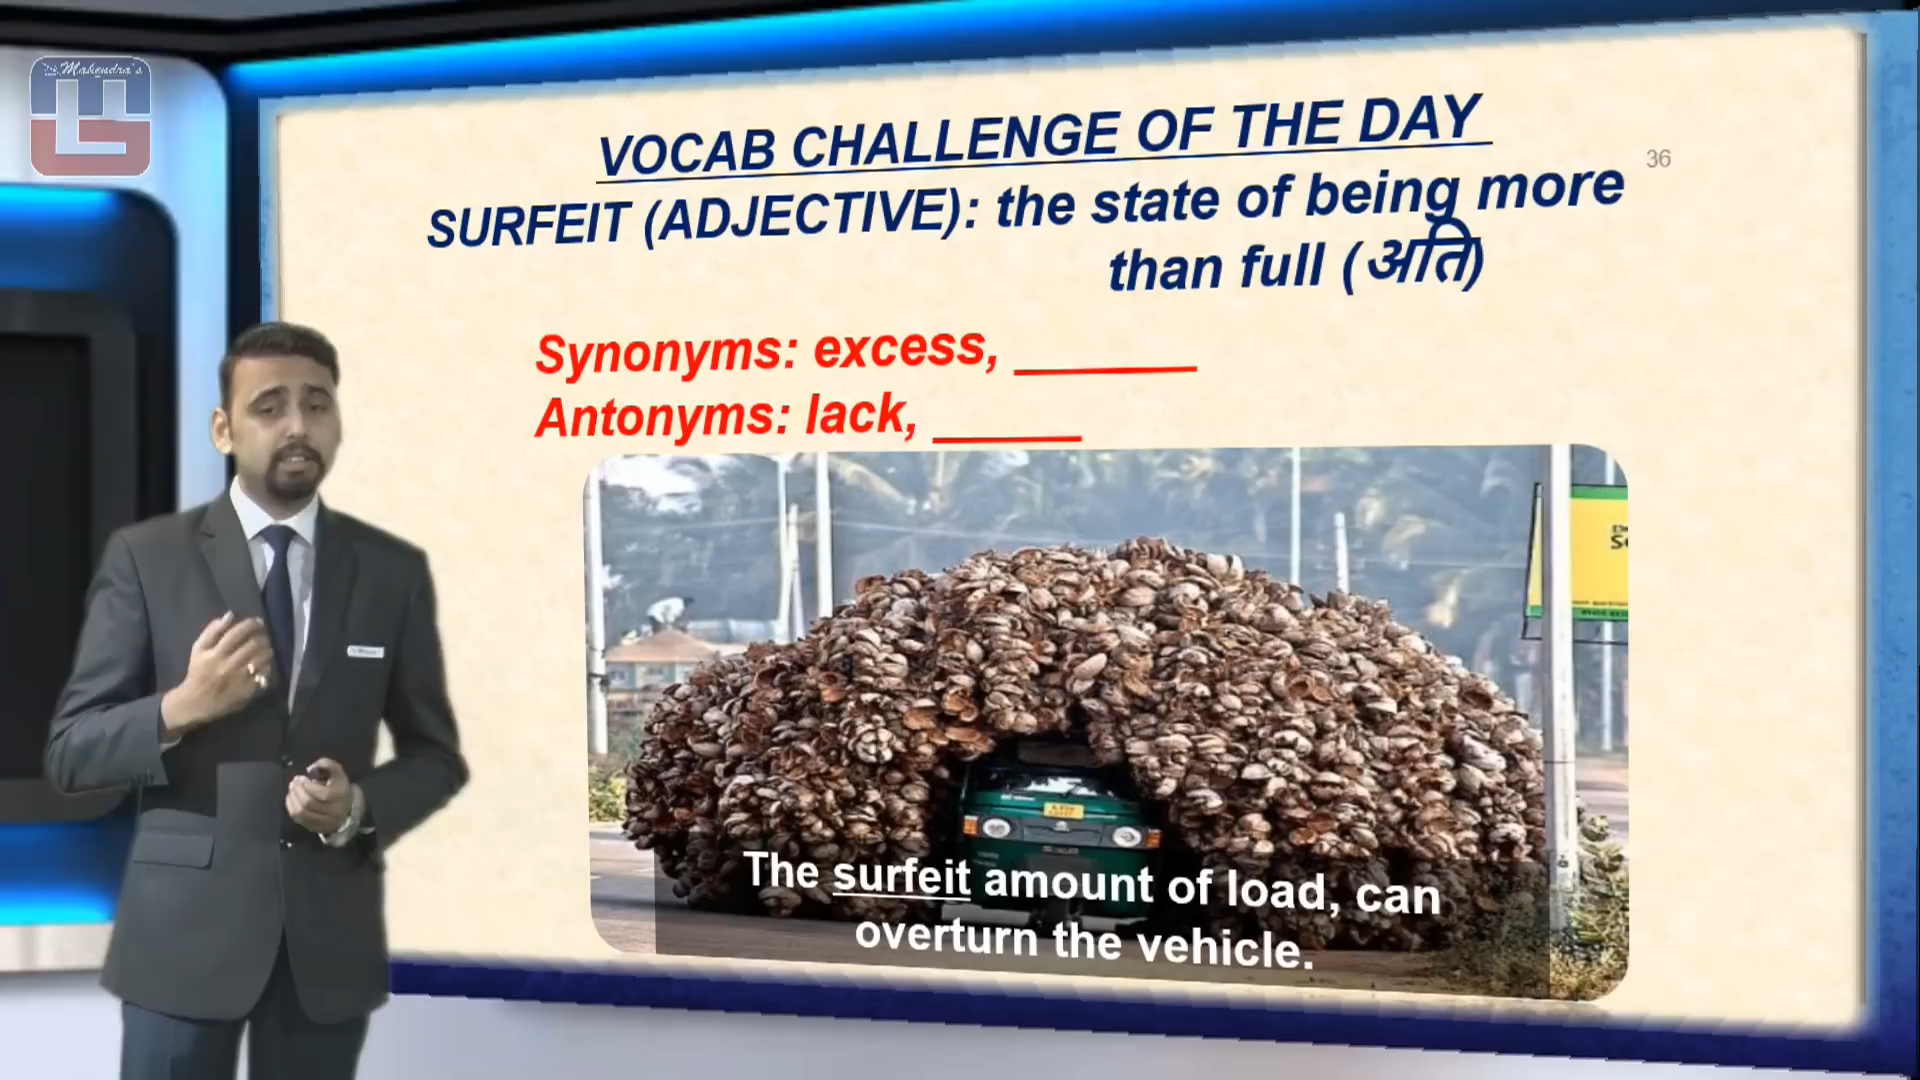 Mahendra's
VOCAB CHALLENGE OF THE DAY
36
SURFEIT (ADJECTIVE): the state of being more
than full (अति)
Synonyms: excess, ______
Antonyms: lack, _____
The surfeit amount of load, can
overturn the vehicle.